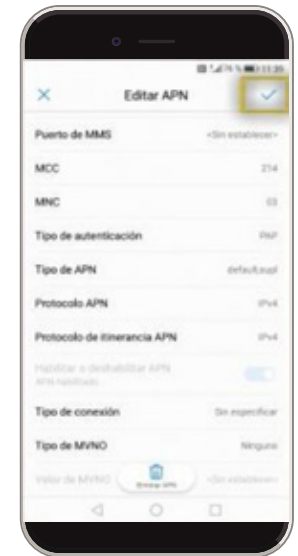 Editar APN
Puerto de MMS <Sin establecer>
MCC 214
MNC 03
Tipo de autenticación PAP
Tipo de APN default,supl
Protocolo APN IPv4
Protocolo de itinerancia APN IPv4
Habilitar o deshabilitar APN
APN habilitado
Tipo de conexión Sin especificar
Tipo de MVNO Ninguno
Valor de MVNO <Sin establecer>
Eliminar APN